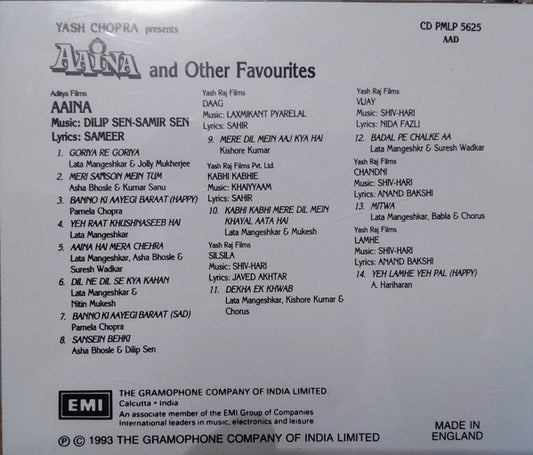 YASH CHOPRA presents
CD PMLP 5625
AAD
AAINA and Other Favourites
Aditya Films
AAINA
Music: DILIP SEN-SAMIR SEN
Lyrics: SAMEER
1. GORIYA RE GORIYA
Lata Mangeshkar & Jolly Mukherjee
2. MERI SAMSON MEIN TUM
Asha Bhosle & Kumar Sanu
3. BANNO KI AAYEGI BARAAT (HAPPY)
Pamela Chopra
4. YEH RAAT KHUSHNASEEB HAI
Lata Mangeshkar
5. AAINA HAI MERA CHEHRA
Lata Mangeshkar, Asha Bhosle &
Suresh Wadkar
6. DIL NE DIL SE KYA KAHAN
Lata Mangeshkar &
Nitin Mukesh
7. BANNO KI AAYEGI BARAAT (SAD)
Pamela Chopra
8. SANSEIN BEHKI
Asha Bhosle & Dilip Sen
Yash Raj Films
DAAG
Music: LAXMIKANT PYARELAL
Lyrics: SAHIR
9. MERE DIL MEIN AAJ KYA HAI
Kishore Kumar
Yash Raj Films Pvt. Ltd.
KABHI KABHIE
Music: KHAIYYAAM
Lyrics: SAHIR
10. KABHI KABHI MERE DIL MEIN
KHAYAL AATA HAI
Lata Mangeshkar & Mukesh
Yash Raj Films
SILSILA
Music: SHIV-HARI
Lyrics: JAVED AKHTAR
11. DEKHA EK KHWAB
Lata Mangeshkar, Kishore Kumar &
Chorus
Yash Raj Films
VIJAY
Music: SHIV-HARI
Lyrics: NIDA FAZLI
12. BADAL PE CHALKE AA
Lata Mangeshkr & Suresh Wadkar
Yash Raj Films
CHANDNI
Music: SHIV-HARI
Lyrics: ANAND BAKSHI
13. MITWA
Lata Mangeshkar, Babla & Chorus
Yash Raj Films
LAMHE
Music: SHIV-HARI
Lyrics: ANAND BAKSHI
14. YEH LAMHE YEH PAL (HAPPY)
A. Hariharan
EMI
THE GRAMOPHONE COMPANY OF INDIA LIMITED.
Calcutta • India
An associate member of the EMI Group of Companies
International leaders in music, electronics and leisure
℗ © 1993 THE GRAMOPHONE COMPANY OF INDIA LIMITED
MADE IN
ENGLAND